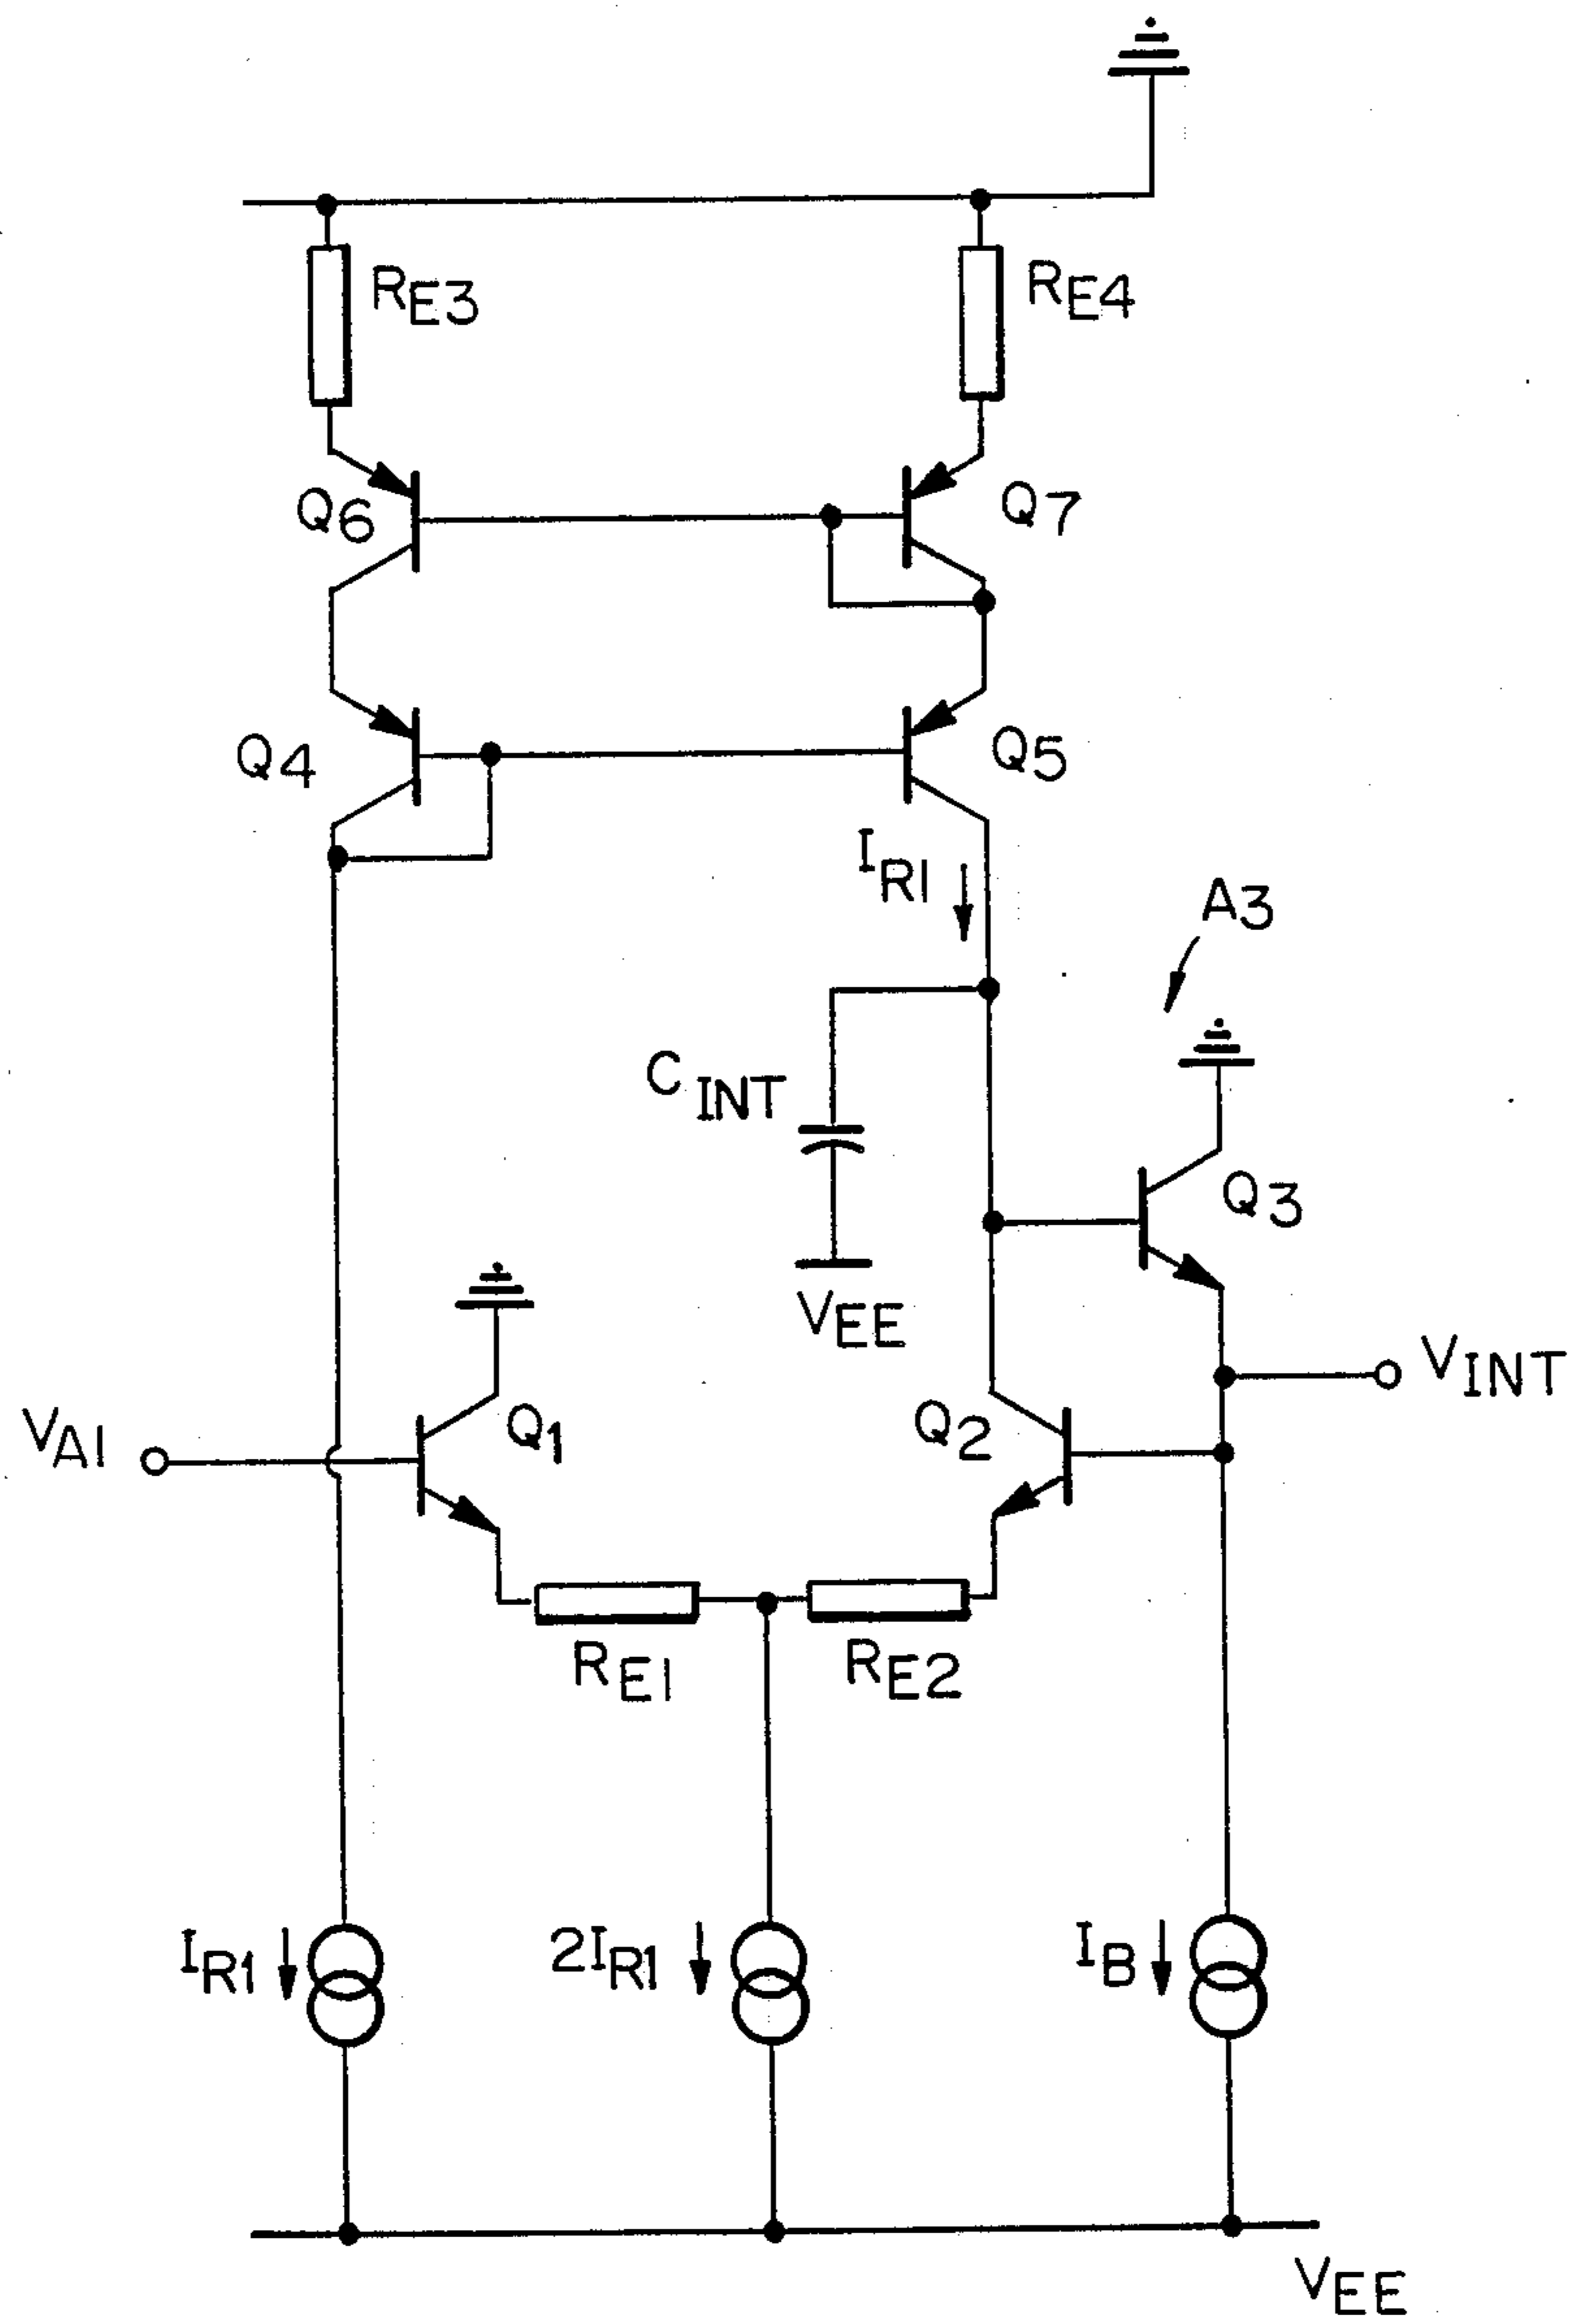 RE3
RE4
Q6
Q7
Q4
Q5
IR1
A3
CINT
Q3
VEE
VINT
VA1
Q1
Q2
RE1
RE2
IR1
2IR1
IB
VEE